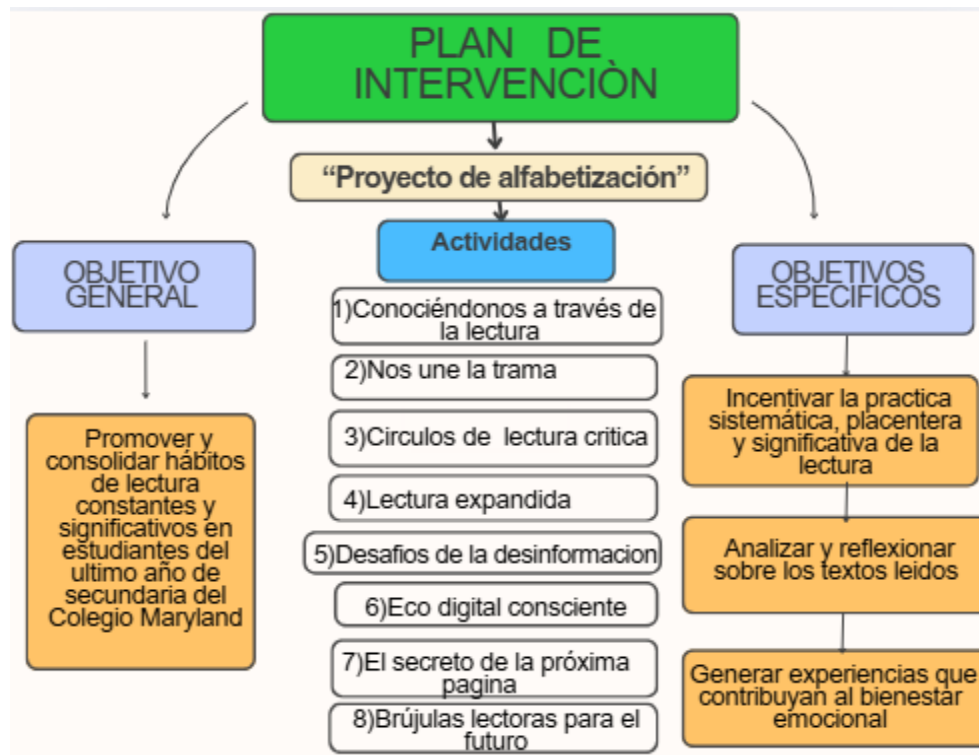 PLAN DE
INTERVENCIÒN
“Proyecto de alfabetización”
Actividades
OBJETIVO
GENERAL
Promover y
consolidar hábitos
de lectura
constantes y
significativos en
estudiantes del
ultimo año de
secundaria del
Colegio Maryland
1)Conociéndonos a través de
la lectura
2)Nos une la trama
3)Circulos de lectura critica
4)Lectura expandida
5)Desafios de la desinformacion
6)Eco digital consciente
7)El secreto de la próxima
pagina
8)Brújulas lectoras para el
futuro
OBJETIVOS
ESPECIFICOS
Incentivar la practica
sistemática, placentera
y significativa de la
lectura
Analizar y reflexionar
sobre los textos leidos
Generar experiencias que
contribuyan al bienestar
emocional